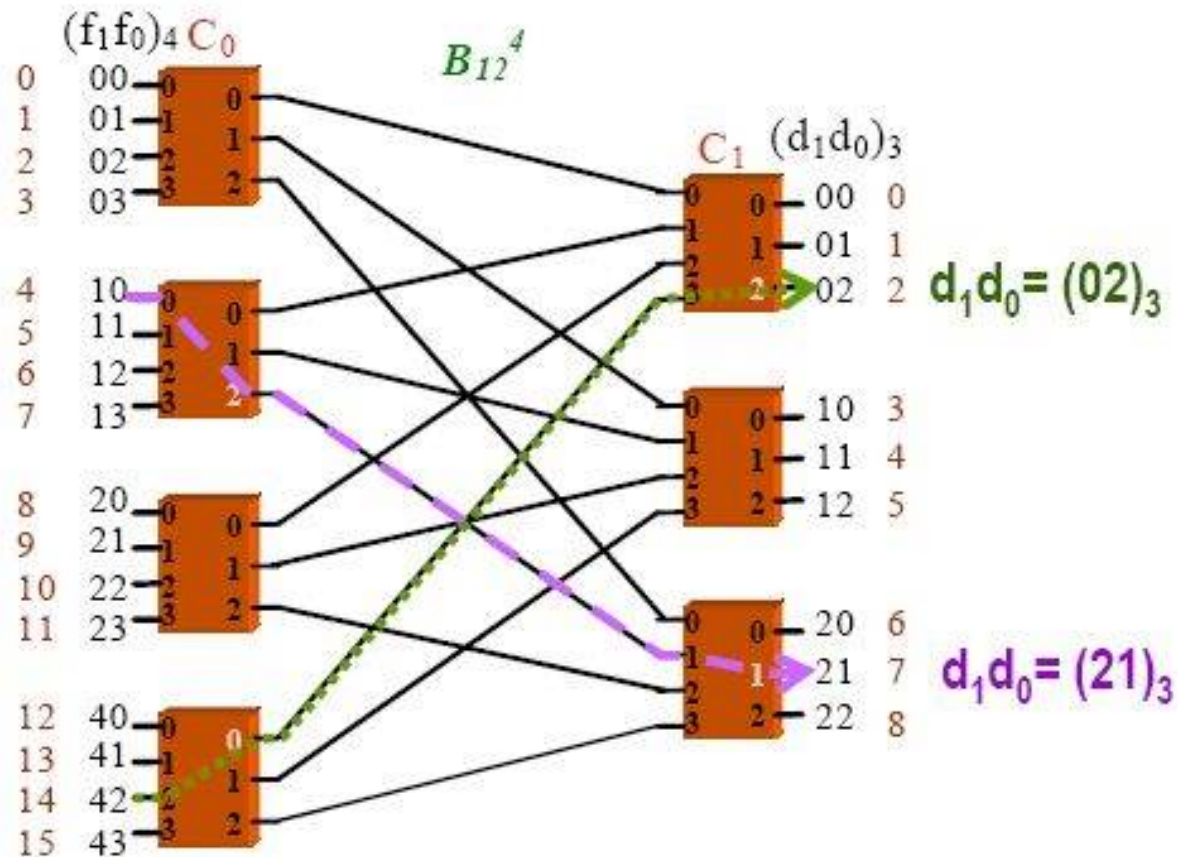 (f1f0)4 C0
B12^4
0 00 0 0
1 01 1 1
2 02 2 2
3 03 3
C1 (d1d0)3
0 0 00 0
1 1 01 1
2 2 02 2
3
d1d0= (02)3
4 10 0 0
5 11 1 1
6 12 2 2
7 13 3
0 0 10 3
1 1 11 4
2 2 12 5
3
8 20 0 0
9 21 1 1
10 22 2 2
11 23 3
0 0 20 6
1 1 21 7
2 2 22 8
3
d1d0= (21)3
12 40 0 0
13 41 1 1
14 42 2 2
15 43 3